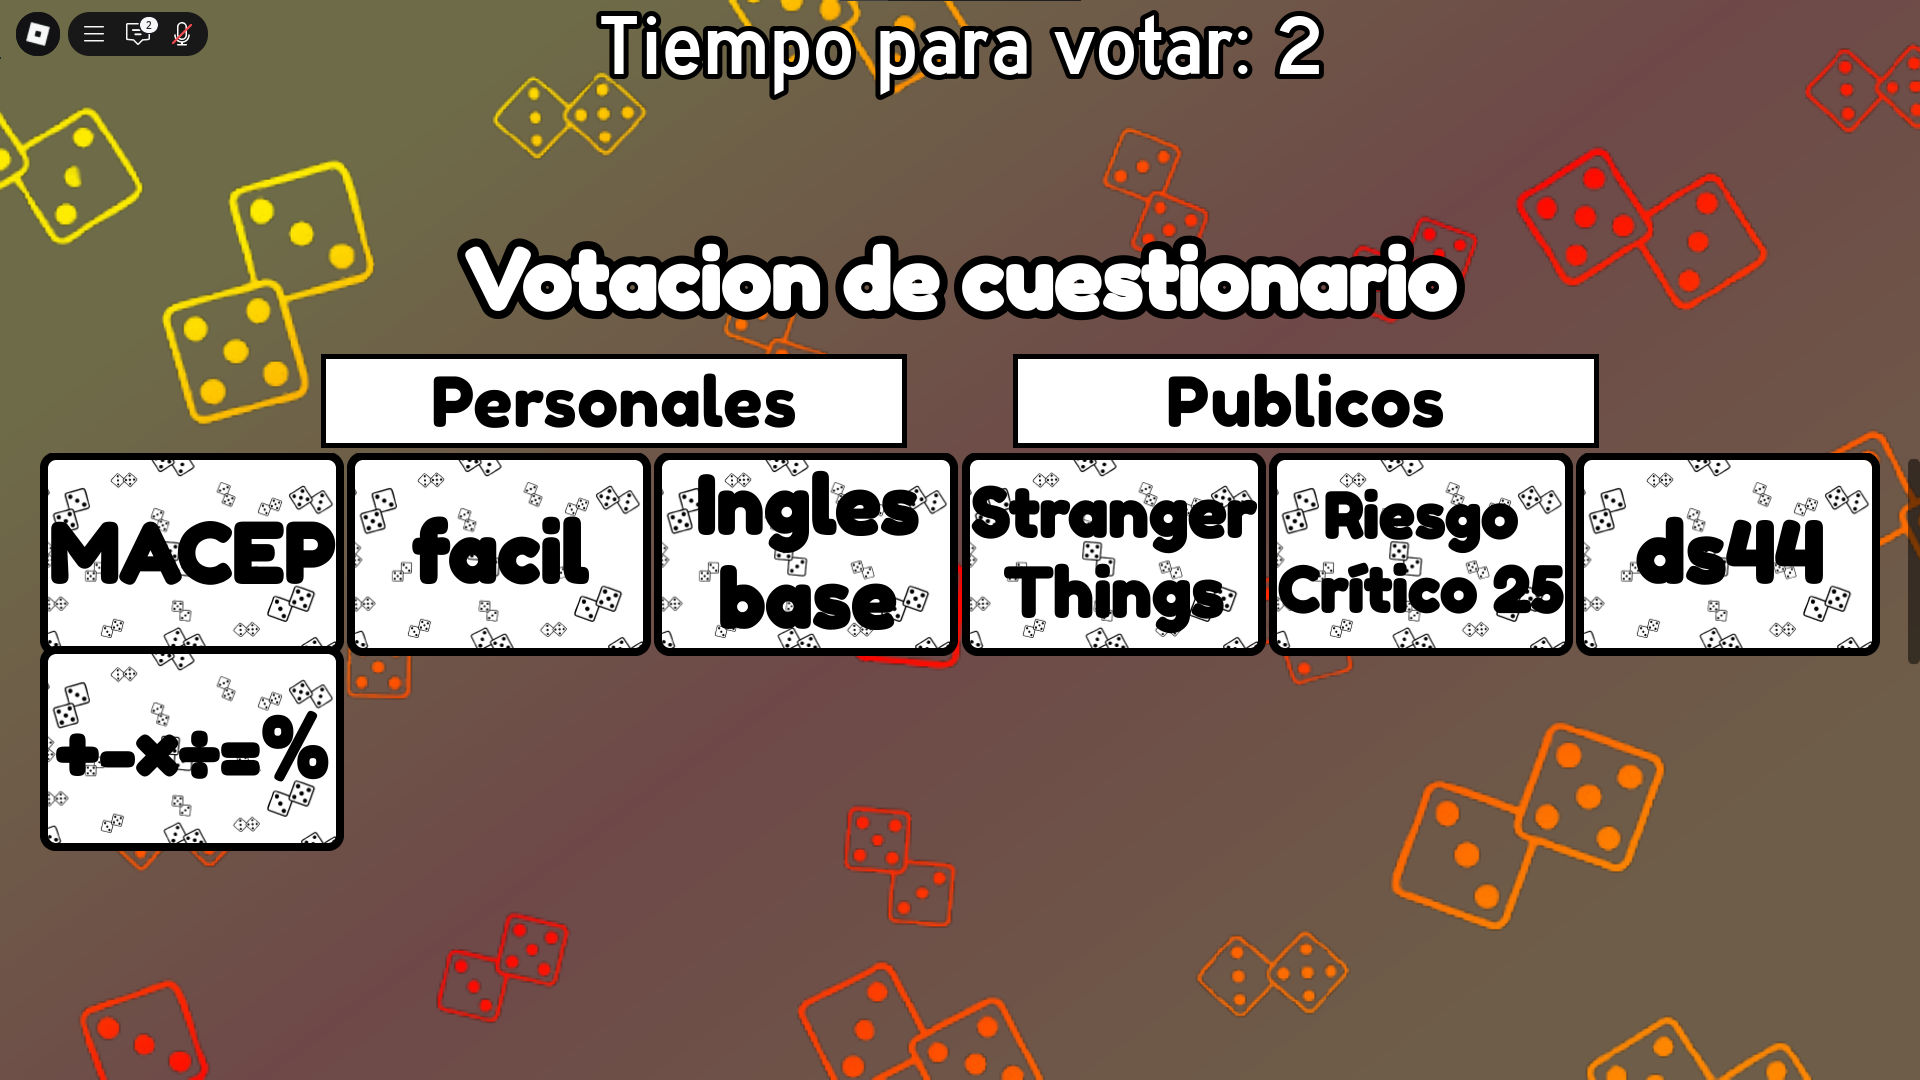 2
Tiempo para votar: 2
Votacion de cuestionario
Personales
Publicos
MACEP
facil
Ingles
base
Stranger
Things
Riesgo
Crítico 25
ds44
+-×÷=%